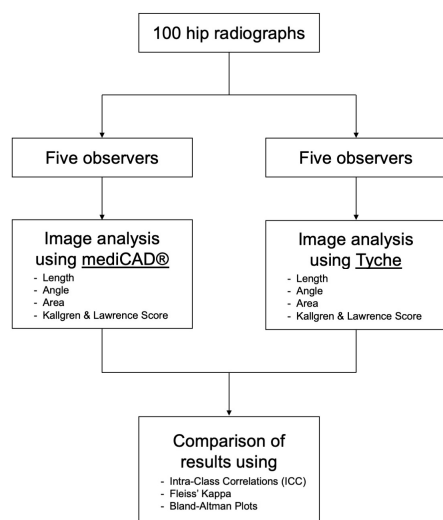 100 hip radiographs
Five observers
Five observers
Image analysis
using mediCAD®
- Length
- Angle
- Area
- Kallgren & Lawrence Score
Image analysis
using Tyche
- Length
- Angle
- Area
- Kallgren & Lawrence Score
Comparison of
results using
- Intra-Class Correlations (ICC)
- Fleiss' Kappa
- Bland-Altman Plots